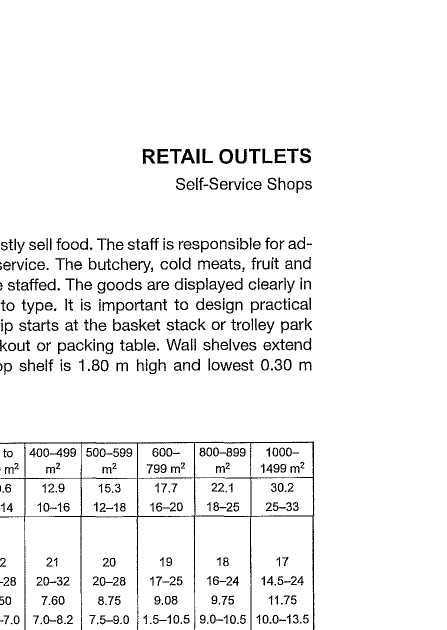 RETAIL OUTLETS
Self-Service Shops
stly sell food. The staff is responsible for ad-
service. The butchery, cold meats, fruit and
e staffed. The goods are displayed clearly in
to type. It is important to design practical
ip starts at the basket stack or trolley park
kout or packing table. Wall shelves extend
op shelf is 1.80 m high and lowest 0.30 m
to 400–499 500–599 600– 800–899 1000–
m² m² m² 799 m² m² 1499 m²
.6 12.9 15.3 17.7 22.1 30.2
14 10–16 12–18 16–20 18–25 25–33
2 21 20 19 18 17
–28 20–32 20–28 17–25 16–24 14.5–24
50 7.60 8.75 9.08 9.75 11.75
–7.0 7.0–8.2 7.5–9.0 1.5–10.5 9.0–10.5 10.0–13.5